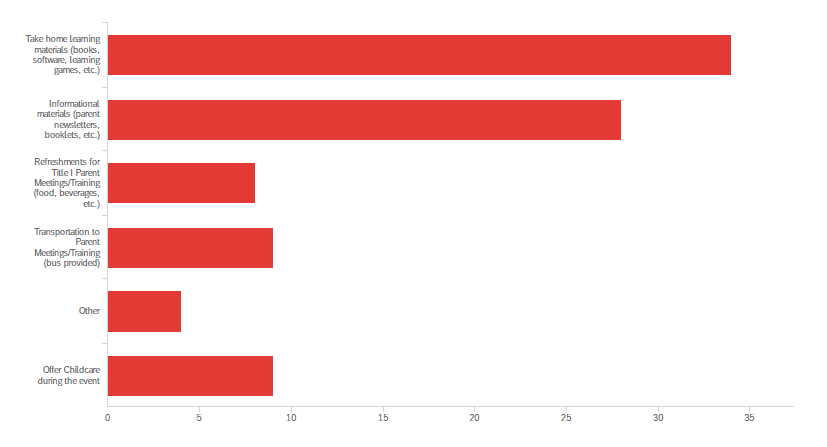 Take home learning
materials (books,
software, learning
games, etc.)
Informational
materials (parent
newsletters,
booklets, etc.)
Refreshments for
Title I Parent
Meetings/Training
(food, beverages,
etc.)
Transportation to
Parent
Meetings/Training
(bus provided)
Other
Offer Childcare
during the event
0 5 10 15 20 25 30 35